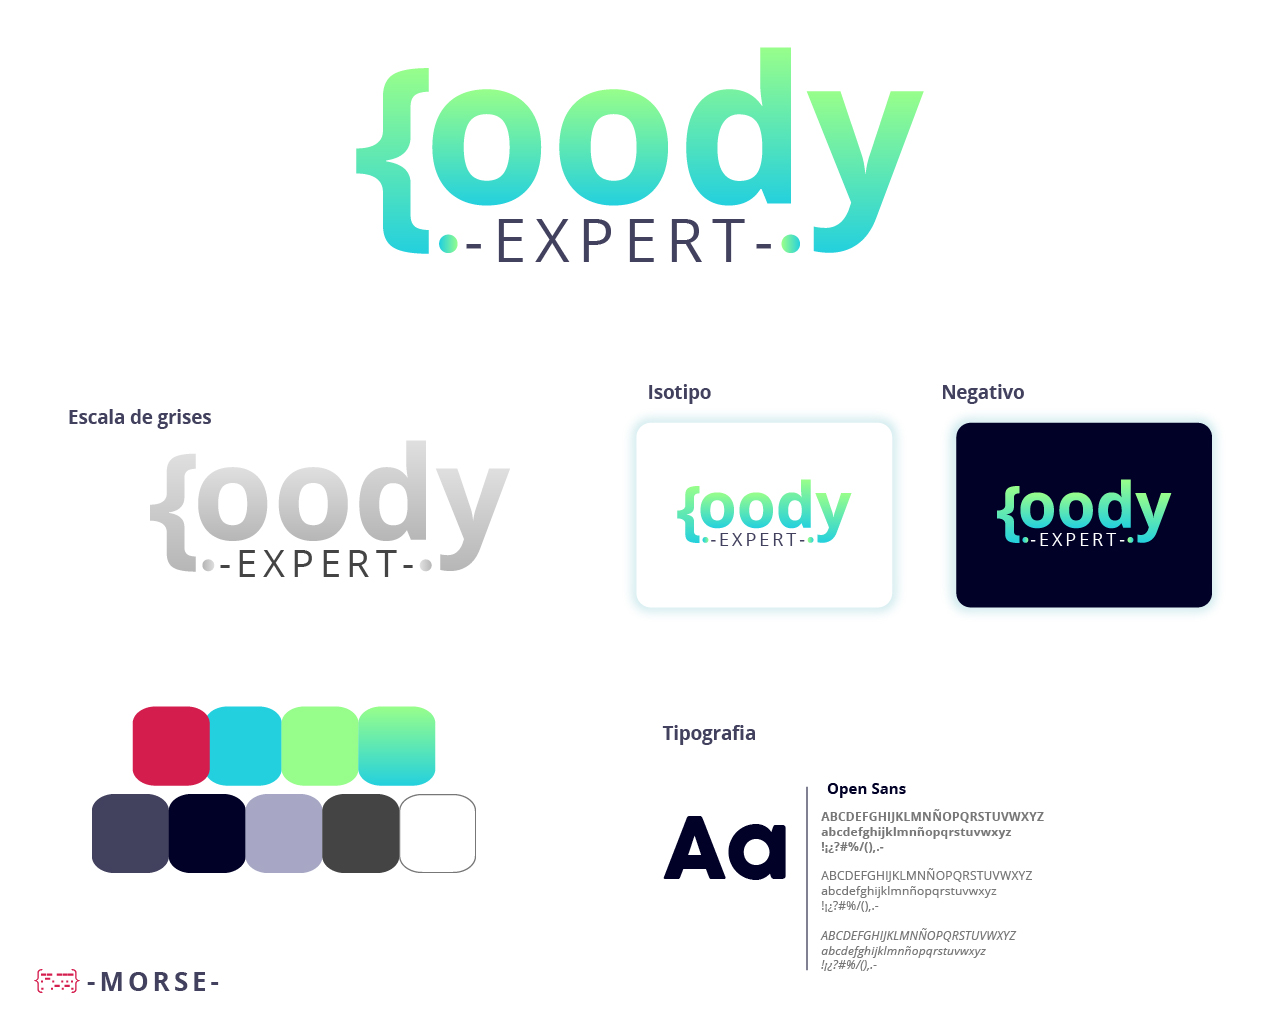 {oody
-EXPERT-
Escala de grises
{oody
-EXPERT-
Isotipo
{oody
-EXPERT-
Negativo
{oody
-EXPERT-
Tipografia
Aa
Open Sans
ABCDEFGHIJKLMNÑOPQRSTUVWXYZ
abcdefghijklmnñopqrstuvwxyz
!¡¿?#%/(),.-
ABCDEFGHIJKLMNÑOPQRSTUVWXYZ
abcdefghijklmnñopqrstuvwxyz
!¡¿?#%/(),.-
ABCDEFGHIJKLMNÑOPQRSTUVWXYZ
abcdefghijklmnñopqrstuvwxyz
!¡¿?#%/(),.-
-MORSE-